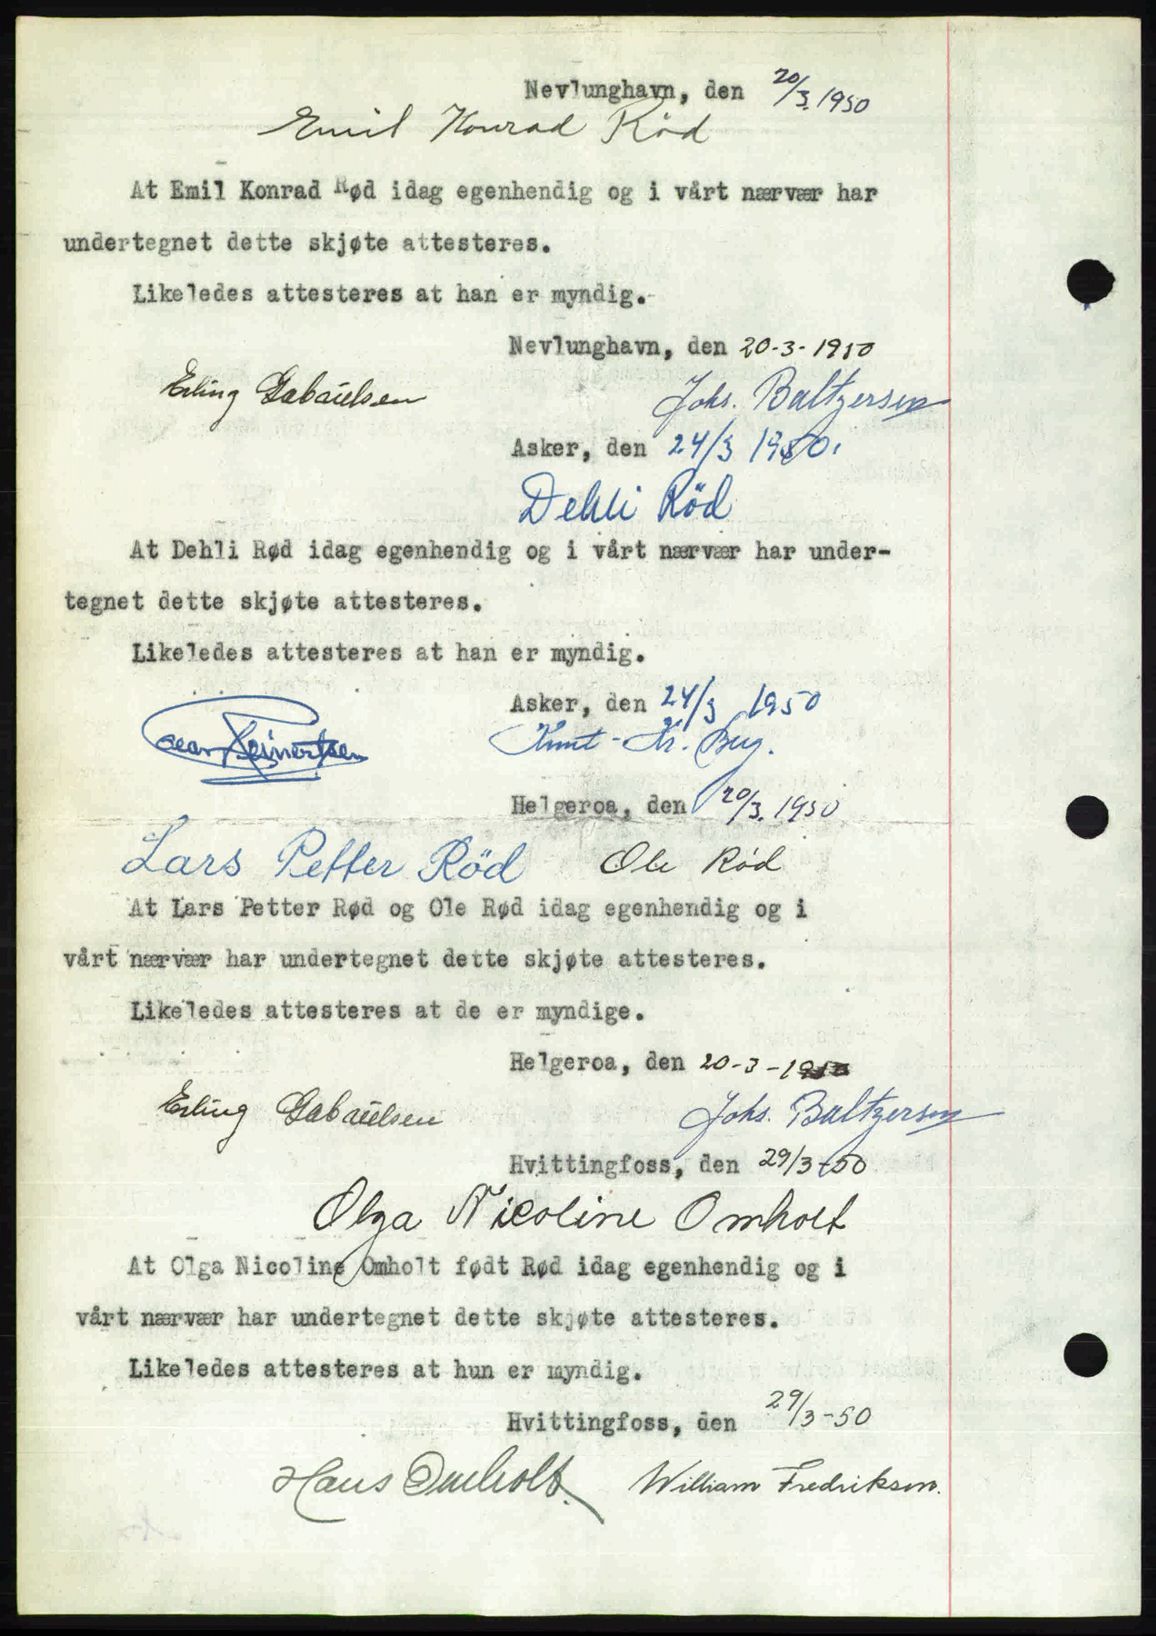 Nevlunghavn, den 20/3. 1950
Emil Konrad Röd
At Emil Konrad Rød idag egenhendig og i vårt nærvær har
undertegnet dette skjøte attesteres.
Likeledes attesteres at han er myndig.
Nevlunghavn, den 20-3-1950
Erling Gabrielsen Johs. Baltzersen
Asker, den 24/3 1950.
Dehli Röd
At Dehli Rød idag egenhendig og i vårt nærvær har under-
tegnet dette skjøte attesteres.
Likeledes attesteres at han er myndig.
Asker, den 24/3 1950
Reinertsen Knut-Kr. Berg.
Helgeroa, den 20/3. 1950
Lars Petter Röd Ole Röd
At Lars Petter Rød og Ole Rød idag egenhendig og i
vårt nærvær har undertegnet dette skjøte attesteres.
Likeledes attesteres at de er myndige.
Helgeroa, den 20-3-1950
Erling Gabrielsen Johs. Baltzersen
Hvittingfoss, den 29/3-50
Olga Nicoline Omholt
At Olga Nicoline Omholt født Rød idag egenhendig og i
vårt nærvær har undertegnet dette skjøte attesteres.
Likeledes attesteres at hun er myndig.
Hvittingfoss, den 29/3-50
Hans Omholt. William Fredriksen.